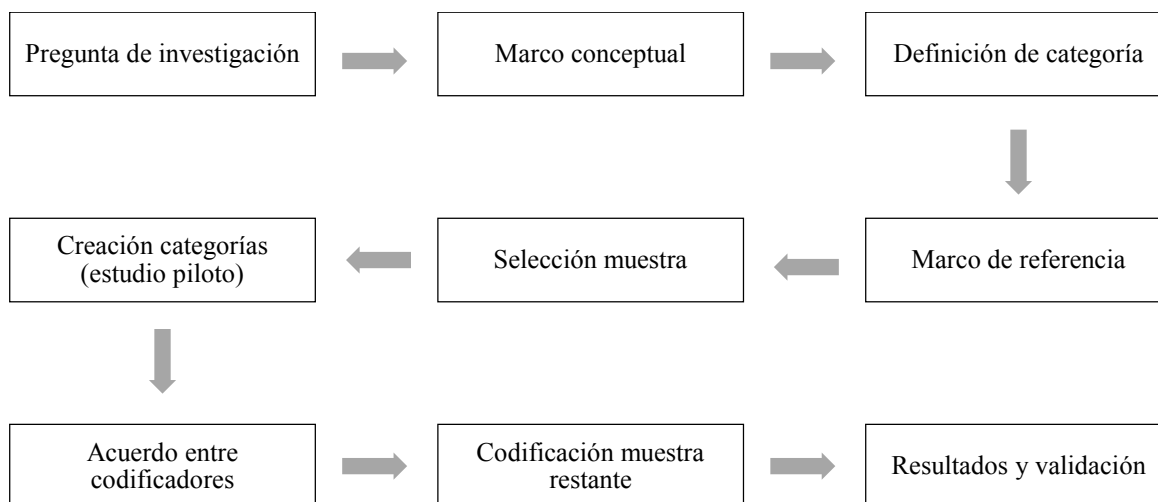 Pregunta de investigación
Marco conceptual
Definición de categoría
Creación categorías
(estudio piloto)
Selección muestra
Marco de referencia
Acuerdo entre
codificadores
Codificación muestra
restante
Resultados y validación